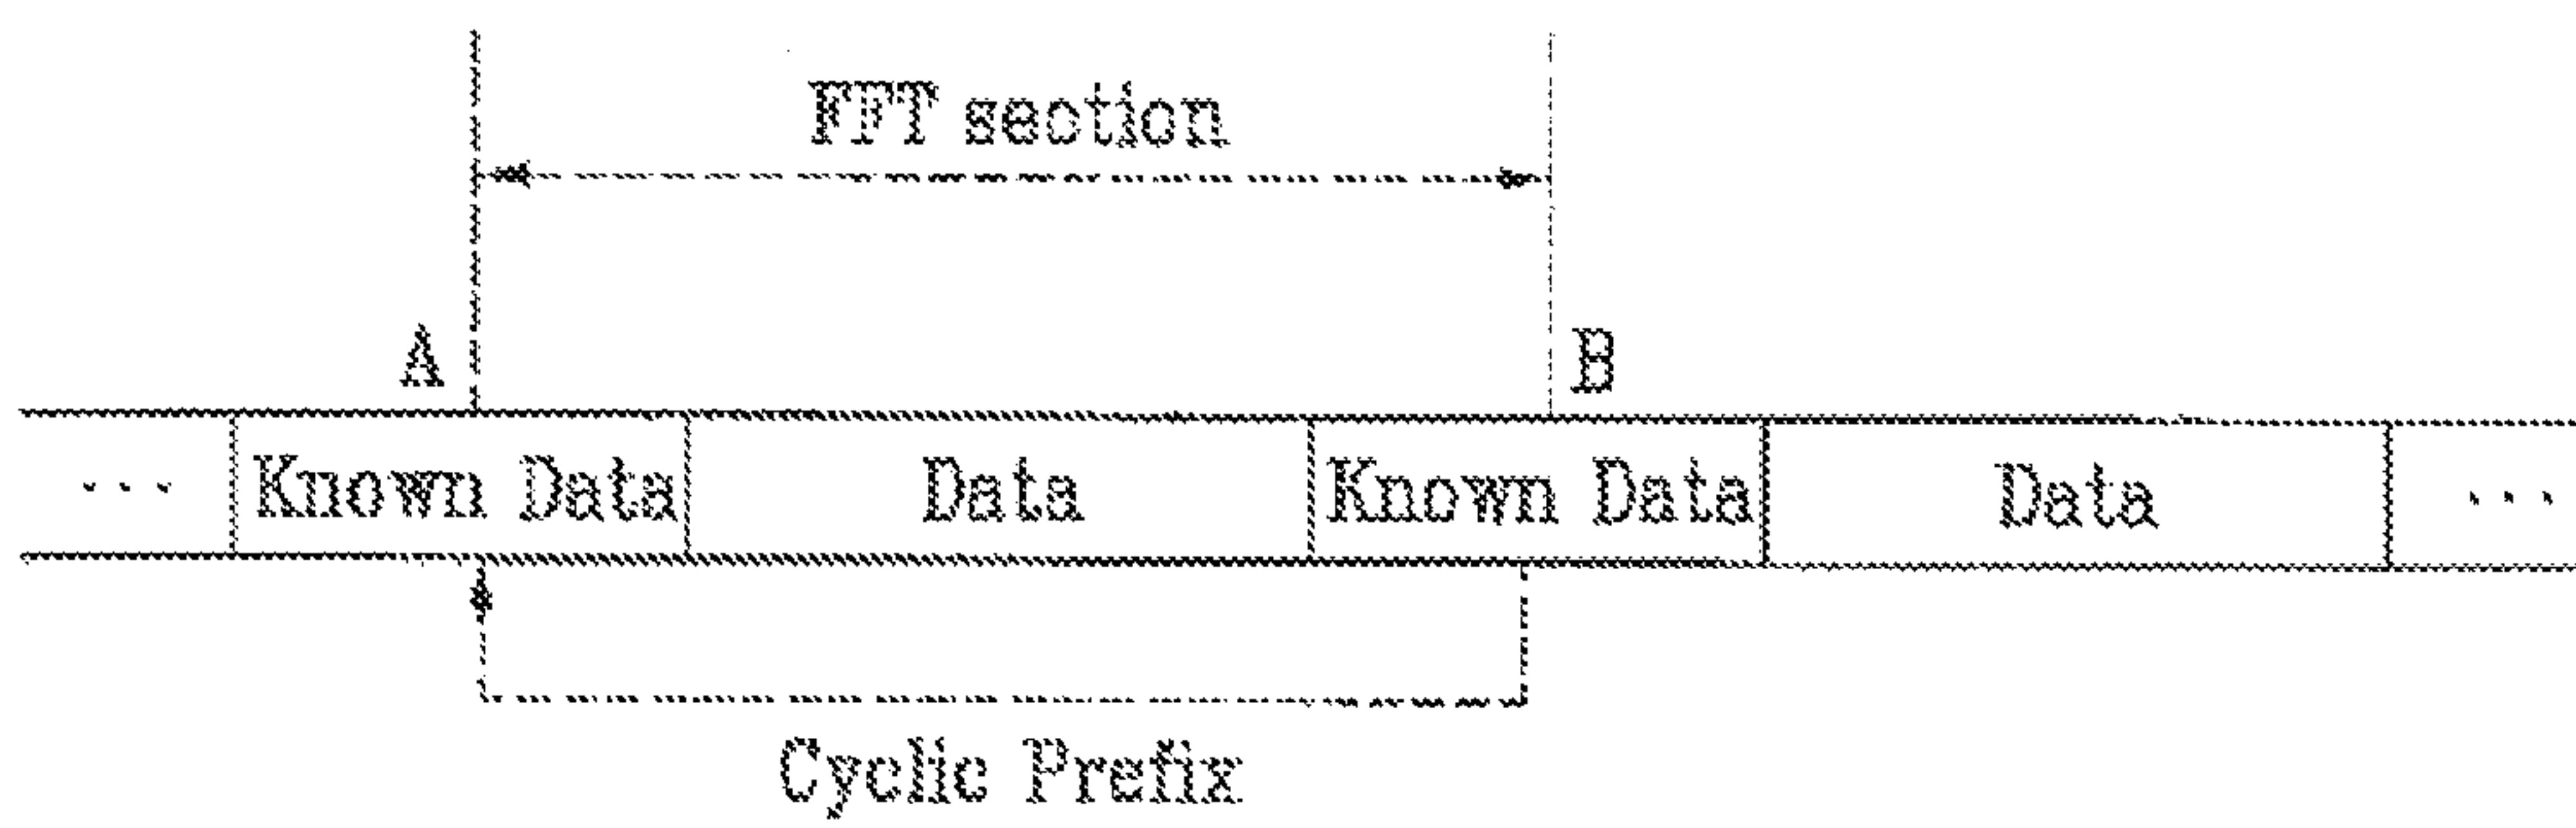 FFT section
A
B
... Known Data Data Known Data Data ...
Cyclic Prefix